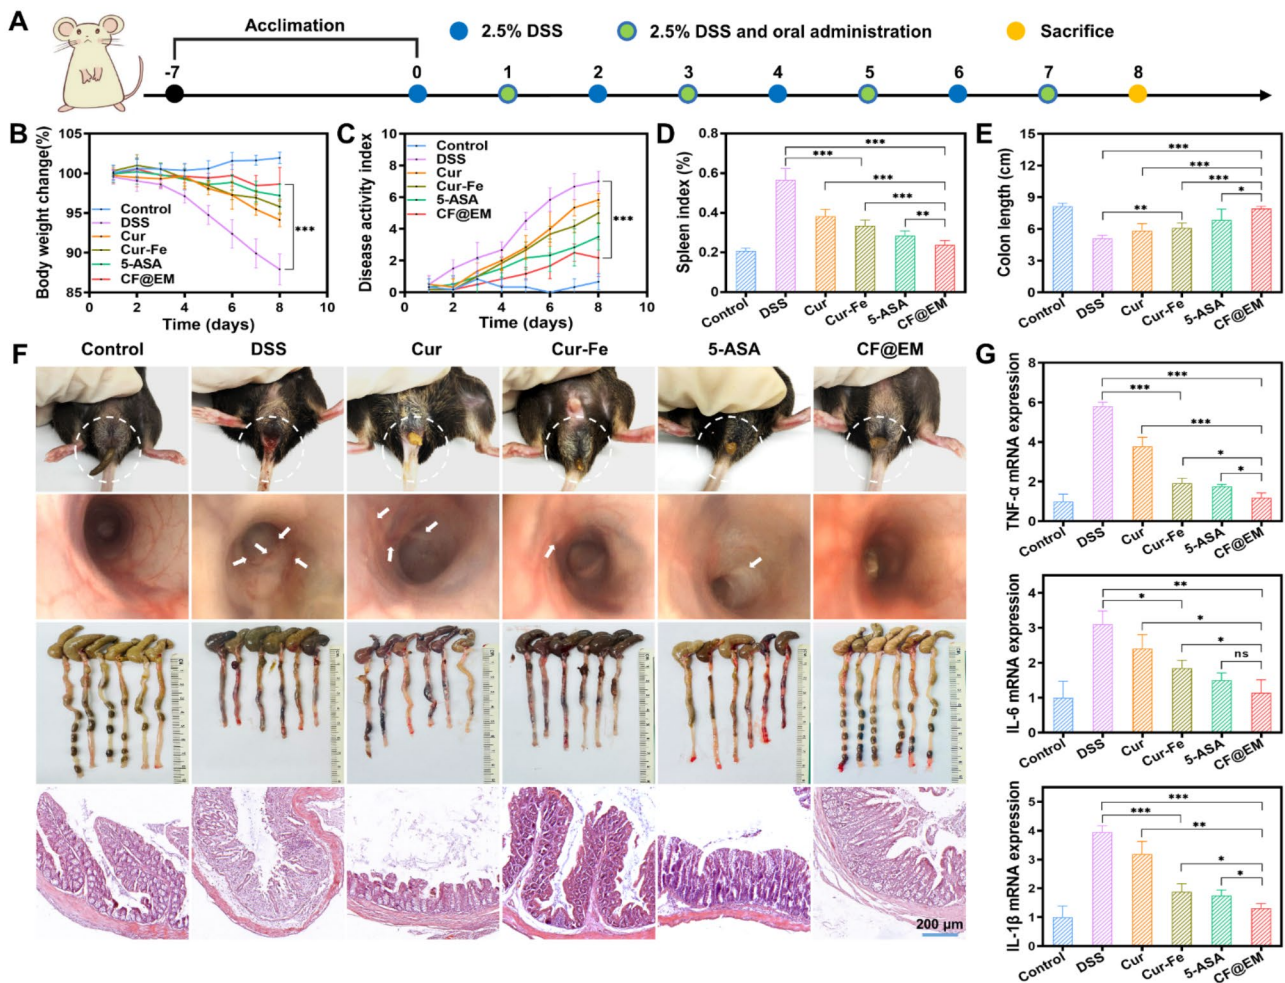 A
Acclimation
2.5% DSS
2.5% DSS and oral administration
Sacrifice
-7 0 1 2 3 4 5 6 7 8
B
Body weight change(%)
105
100
95
90
85
Control
DSS
Cur
Cur-Fe
5-ASA
CF@EM
***
0 2 4 6 8 10
Time (days)
C
Disease activity index
10
8
6
4
2
0
Control
DSS
Cur
Cur-Fe
5-ASA
CF@EM
***
0 2 4 6 8 10
Time (days)
D
Spleen index (%)
0.8
0.6
0.4
0.2
0.0
***
***
***
***
**
Control DSS Cur Cur-Fe 5-ASA CF@EM
E
Colon length (cm)
15
12
9
6
3
0
***
***
***
**
*
Control DSS Cur Cur-Fe 5-ASA CF@EM
F
Control DSS Cur Cur-Fe 5-ASA CF@EM
200 μm
G
TNF-α mRNA expression
8
6
4
2
0
***
***
***
*
*
Control DSS Cur Cur-Fe 5-ASA CF@EM
IL-6 mRNA expression
4
3
2
1
0
**
*
*
*
ns
Control DSS Cur Cur-Fe 5-ASA CF@EM
IL-1β mRNA expression
5
4
3
2
1
0
***
***
**
*
*
Control DSS Cur Cur-Fe 5-ASA CF@EM